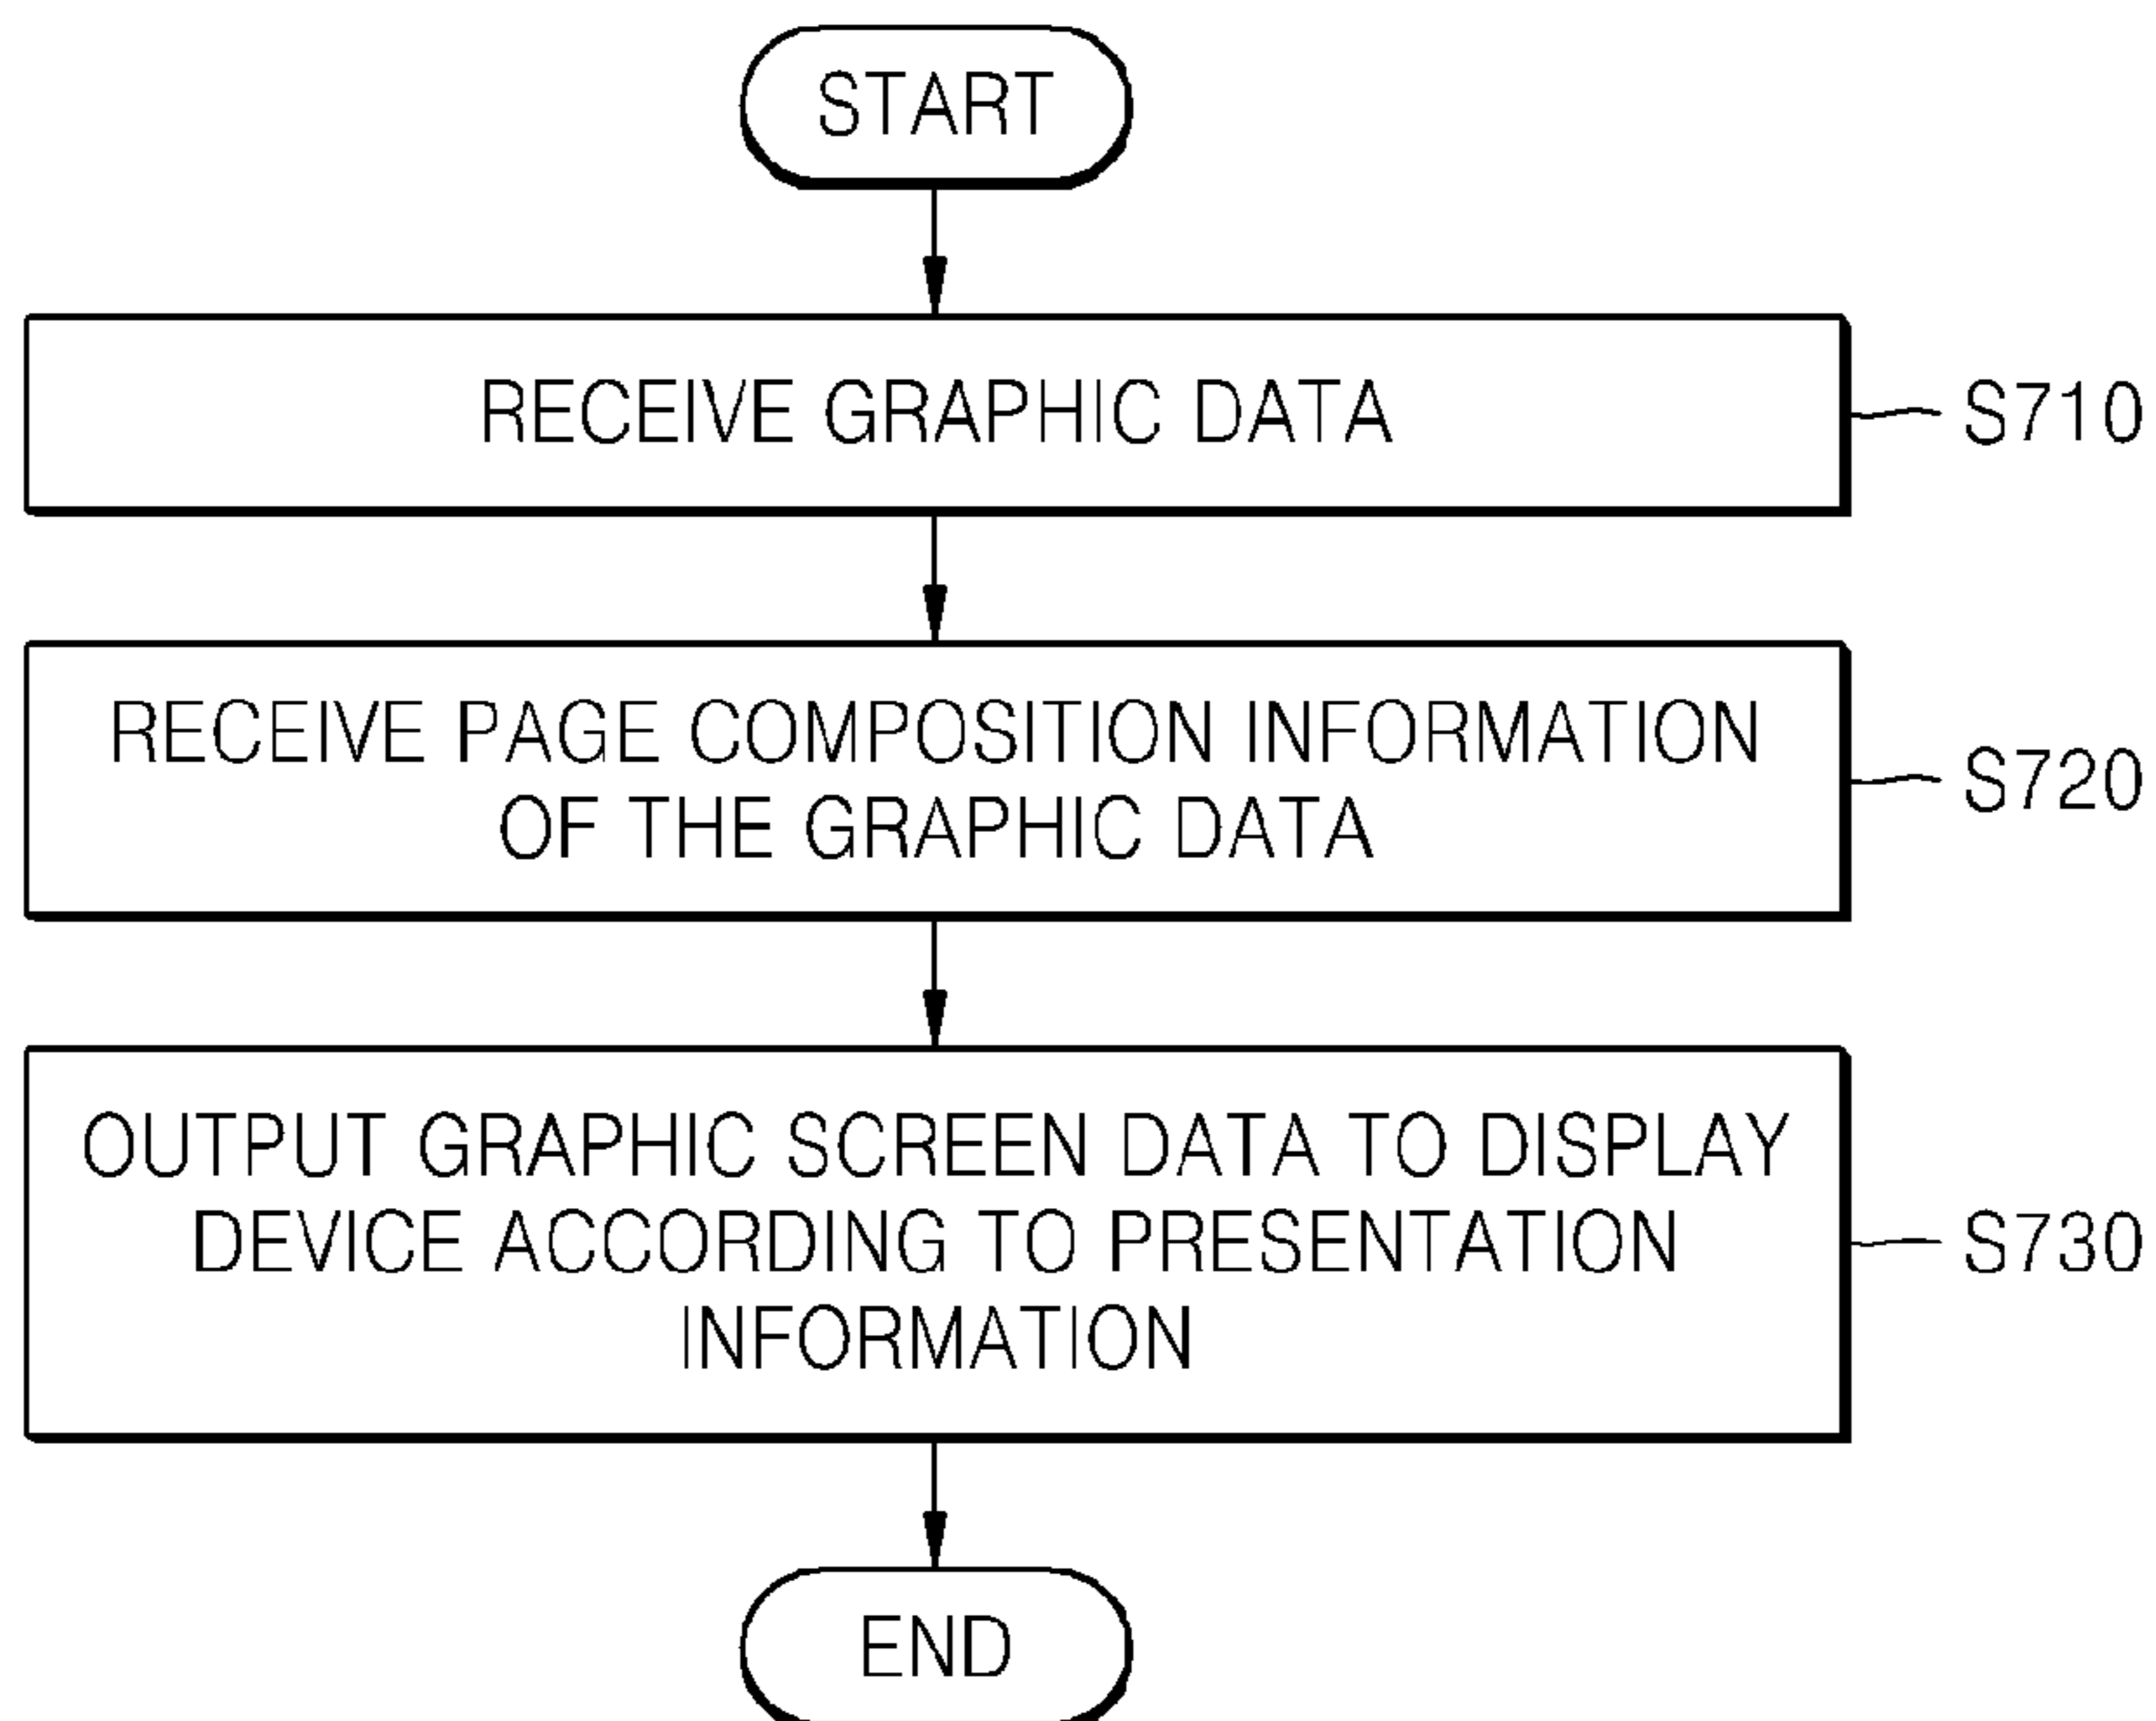 START
RECEIVE GRAPHIC DATA
S710
RECEIVE PAGE COMPOSITION INFORMATION
OF THE GRAPHIC DATA
S720
OUTPUT GRAPHIC SCREEN DATA TO DISPLAY
DEVICE ACCORDING TO PRESENTATION
INFORMATION
S730
END